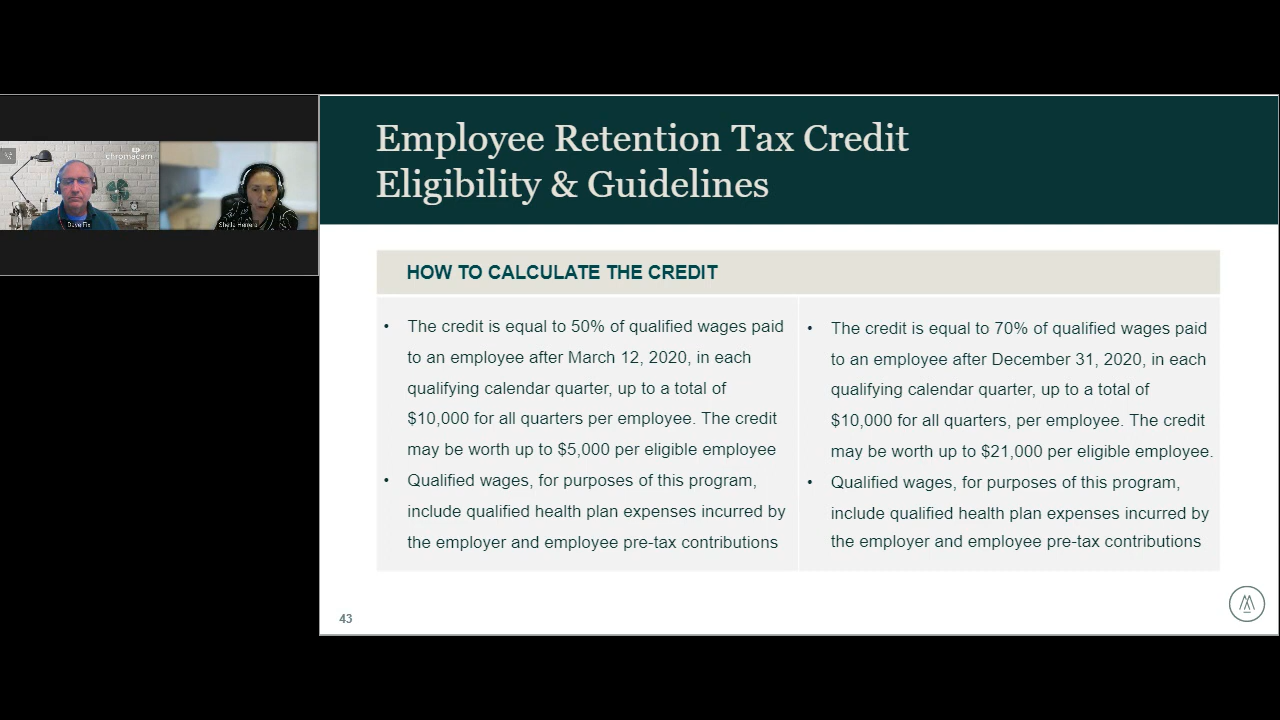 Employee Retention Tax Credit
Eligibility & Guidelines
chromacam
Dave Fix
HOW TO CALCULATE THE CREDIT
• The credit is equal to 50% of qualified wages paid
to an employee after March 12, 2020, in each
qualifying calendar quarter, up to a total of
$10,000 for all quarters per employee. The credit
may be worth up to $5,000 per eligible employee
• Qualified wages, for purposes of this program,
include qualified health plan expenses incurred by
the employer and employee pre-tax contributions
• The credit is equal to 70% of qualified wages paid
to an employee after December 31, 2020, in each
qualifying calendar quarter, up to a total of
$10,000 for all quarters, per employee. The credit
may be worth up to $21,000 per eligible employee.
• Qualified wages, for purposes of this program,
include qualified health plan expenses incurred by
the employer and employee pre-tax contributions
43